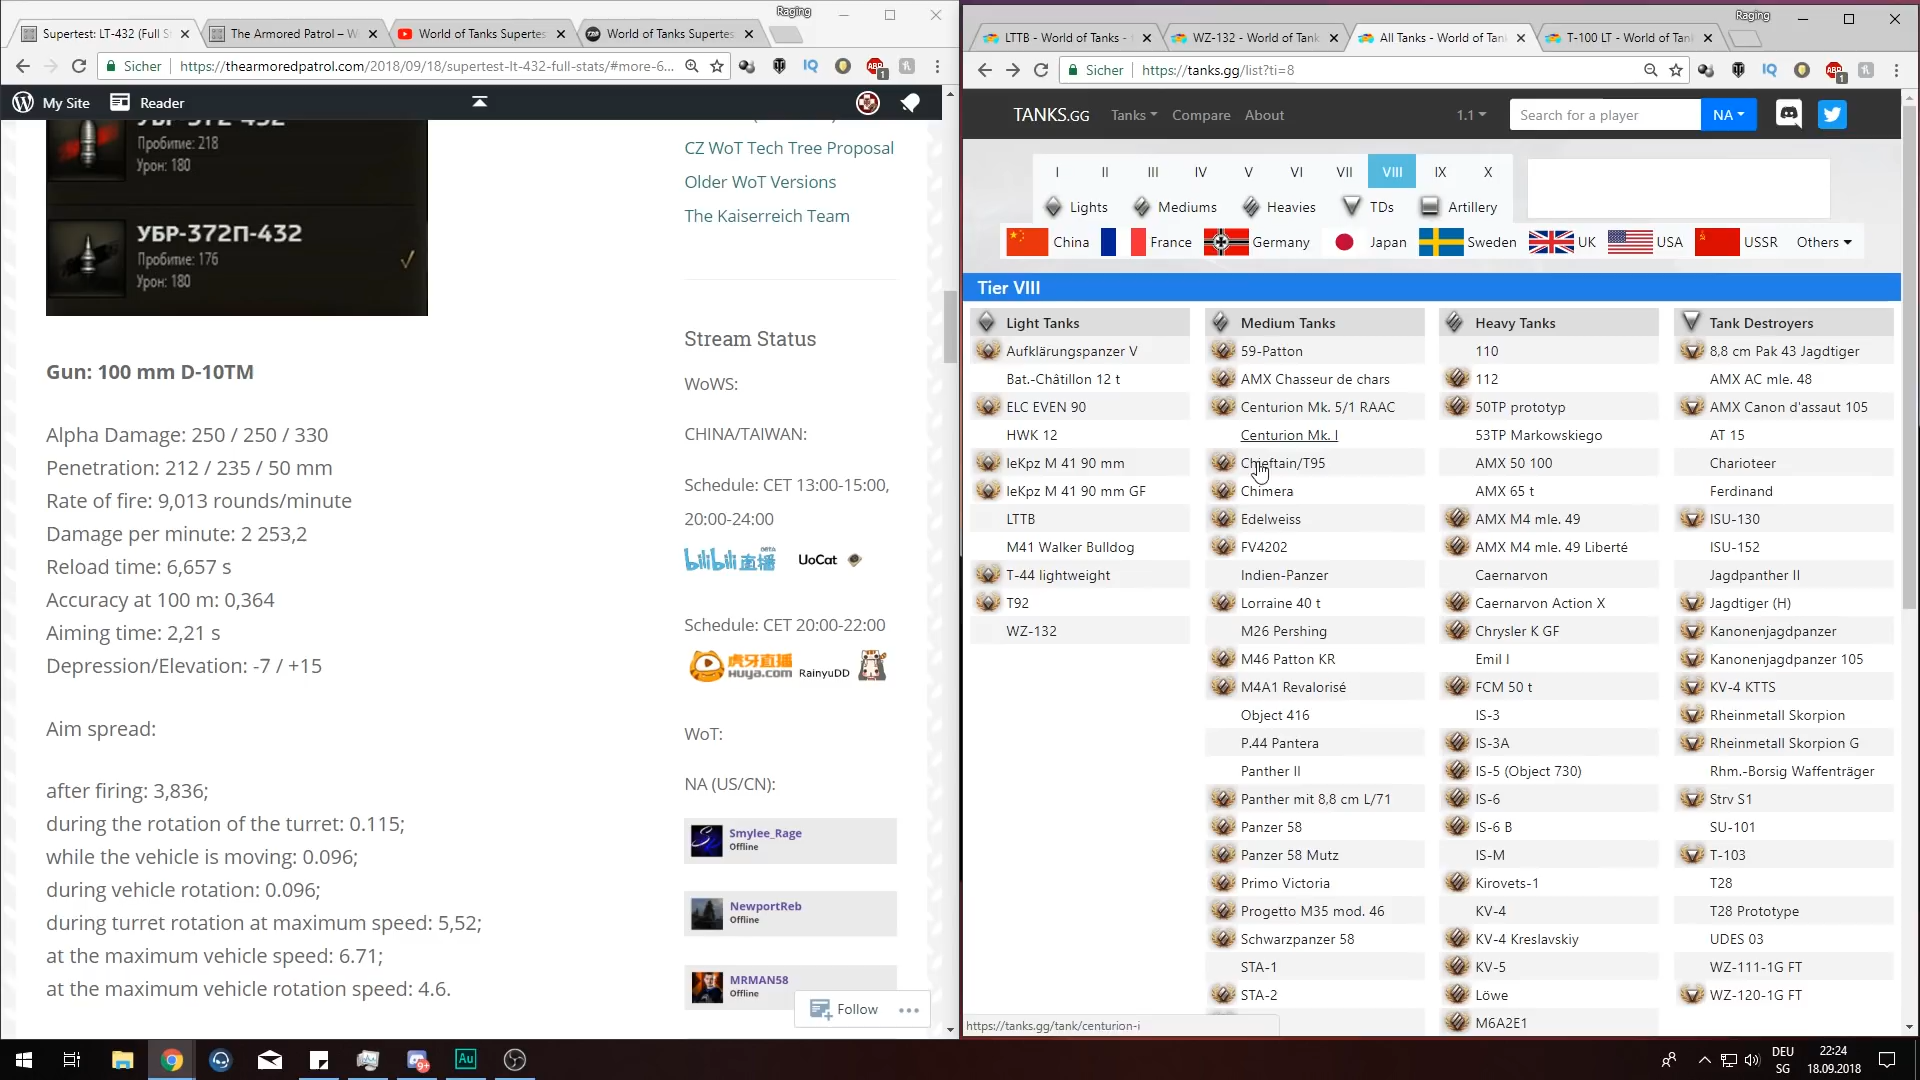 Raging
Supertest: LT-432 (Full S
The Armored Patrol – W
World of Tanks Supertes
World of Tanks Supertes
Sicher
https://thearmoredpatrol.com/2018/09/18/supertest-lt-432-full-stats/#more-6...
My Site
Reader
УБР-372-432
Пробитие: 218
Урон: 180
УБР-372П-432
Пробитие: 176
Урон: 180
Gun: 100 mm D-10TM
Alpha Damage: 250 / 250 / 330
Penetration: 212 / 235 / 50 mm
Rate of fire: 9,013 rounds/minute
Damage per minute: 2 253,2
Reload time: 6,657 s
Accuracy at 100 m: 0,364
Aiming time: 2,21 s
Depression/Elevation: -7 / +15
Aim spread:
after firing: 3,836;
during the rotation of the turret: 0.115;
while the vehicle is moving: 0.096;
during vehicle rotation: 0.096;
during turret rotation at maximum speed: 5,52;
at the maximum vehicle speed: 6.71;
at the maximum vehicle rotation speed: 4.6.
CZ WoT Tech Tree Proposal
Older WoT Versions
The Kaiserreich Team
Stream Status
WoWS:
CHINA/TAIWAN:
Schedule: CET 13:00-15:00,
20:00-24:00
bilibili 直播 BETA
UoCat
Schedule: CET 20:00-22:00
虎牙直播
HUYA.COM
RainyuDD
WoT:
NA (US/CN):
Smylee_Rage
Offline
NewportReb
Offline
MRMAN58
Offline
Follow
Raging
LTTB - World of Tanks -
WZ-132 - World of Tank
All Tanks - World of Tan
T-100 LT - World of Tank
Sicher
https://tanks.gg/list?ti=8
TANKS.GG
Tanks
Compare
About
1.1
Search for a player
NA
I II III IV V VI VII VIII IX X
Lights Mediums Heavies TDs Artillery
China France Germany Japan Sweden UK USA USSR Others
Tier VIII
Light Tanks
Aufklärungspanzer V
Bat.-Châtillon 12 t
ELC EVEN 90
HWK 12
leKpz M 41 90 mm
leKpz M 41 90 mm GF
LTTB
M41 Walker Bulldog
T-44 lightweight
T92
WZ-132
Medium Tanks
59-Patton
AMX Chasseur de chars
Centurion Mk. 5/1 RAAC
Centurion Mk. I
Chieftain/T95
Chimera
Edelweiss
FV4202
Indien-Panzer
Lorraine 40 t
M26 Pershing
M46 Patton KR
M4A1 Revalorisé
Object 416
P.44 Pantera
Panther II
Panther mit 8,8 cm L/71
Panzer 58
Panzer 58 Mutz
Primo Victoria
Progetto M35 mod. 46
Schwarzpanzer 58
STA-1
STA-2
Heavy Tanks
110
112
50TP prototyp
53TP Markowskiego
AMX 50 100
AMX 65 t
AMX M4 mle. 49
AMX M4 mle. 49 Liberté
Caernarvon
Caernarvon Action X
Chrysler K GF
Emil I
FCM 50 t
IS-3
IS-3A
IS-5 (Object 730)
IS-6
IS-6 B
IS-M
Kirovets-1
KV-4
KV-4 Kreslavskiy
KV-5
Löwe
M6A2E1
Tank Destroyers
8,8 cm Pak 43 Jagdtiger
AMX AC mle. 48
AMX Canon d'assaut 105
AT 15
Charioteer
Ferdinand
ISU-130
ISU-152
Jagdpanther II
Jagdtiger (H)
Kanonenjagdpanzer
Kanonenjagdpanzer 105
KV-4 KTTS
Rheinmetall Skorpion
Rheinmetall Skorpion G
Rhm.-Borsig Waffenträger
Strv S1
SU-101
T-103
T28
T28 Prototype
UDES 03
WZ-111-1G FT
WZ-120-1G FT
https://tanks.gg/tank/centurion-i
Au
DEU
SG
22:24
18.09.2018